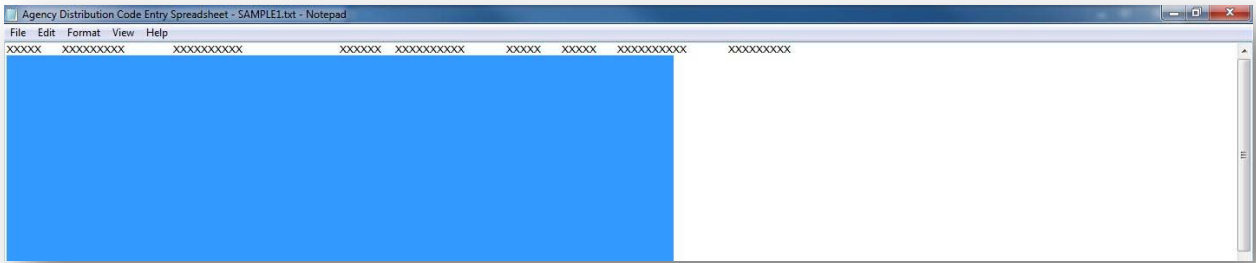 Agency Distribution Code Entry Spreadsheet - SAMPLE1.txt - Notepad
File Edit Format View Help
XXXXX XXXXXXXXX XXXXXXXXXX XXXXXX XXXXXXXXXX XXXXX XXXXX XXXXXXXXXX XXXXXXXXX